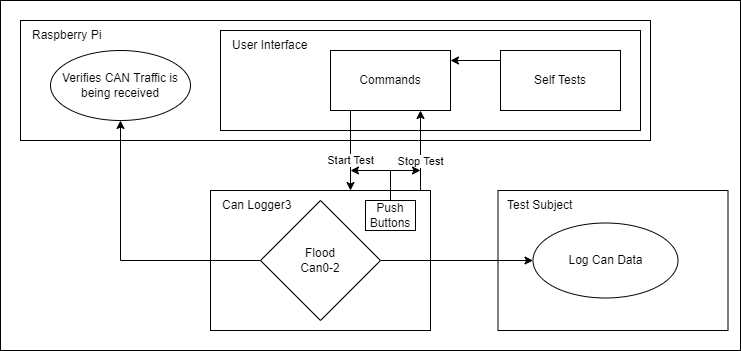 Raspberry Pi
User Interface
Verifies CAN Traffic is
being received
Commands
Self Tests
Start Test
Stop Test
Can Logger3
Push
Buttons
Flood
Can0-2
Test Subject
Log Can Data